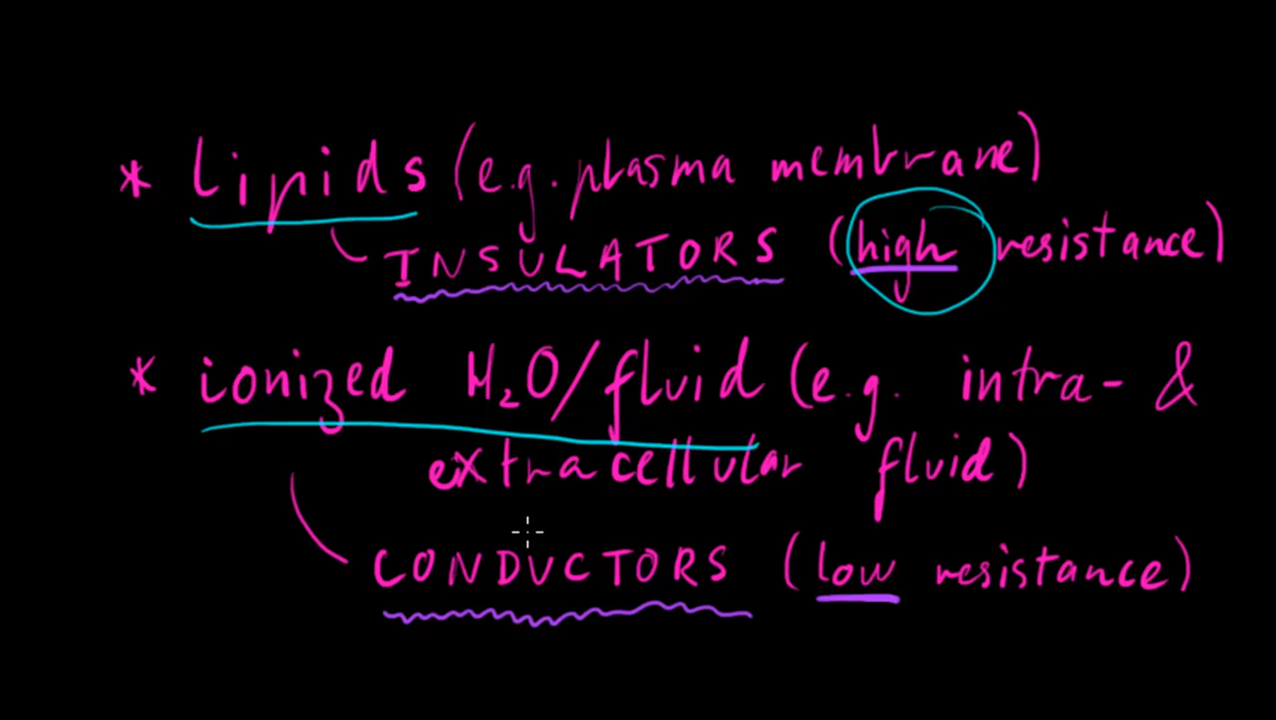 * Lipids (e.g. plasma membrane)
INSULATORS (high resistance)
* ionized H₂O/fluid (e.g. intra- &
extracellular fluid)
CONDUCTORS (low resistance)